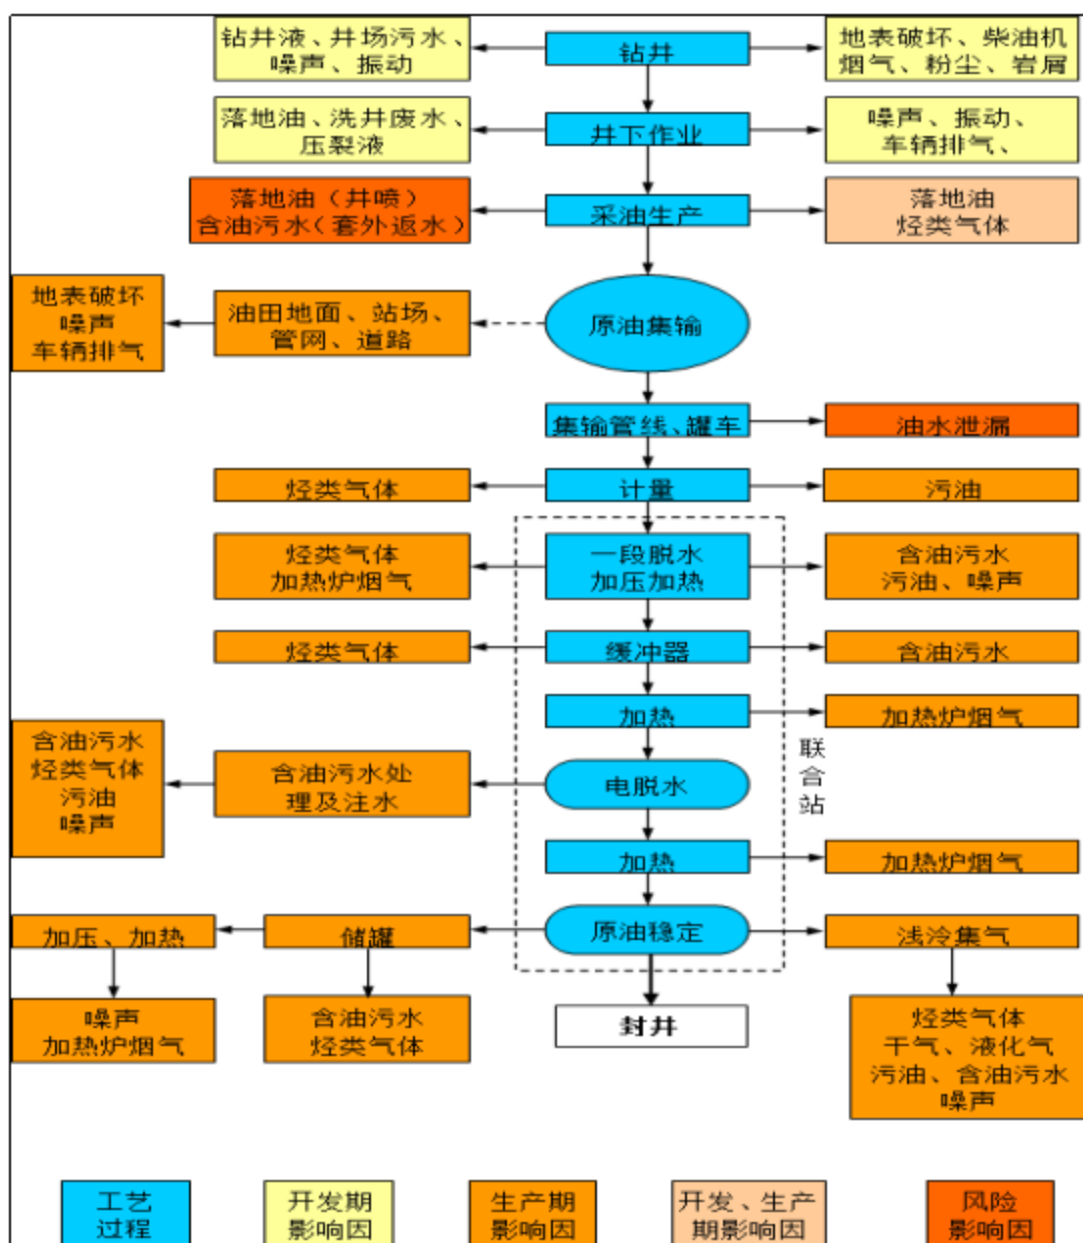 钻井液、井场污水、
噪声、振动
钻井
地表破坏、柴油机
烟气、粉尘、岩屑
落地油、洗井废水、
压裂液
井下作业
噪声、振动、
车辆排气、
落地油（井喷）
含油污水（套外返水）
采油生产
落地油
烃类气体
地表破坏
噪声
车辆排气
油田地面、站场、
管网、道路
原油集输
集输管线、罐车
油水泄漏
烃类气体
计量
污油
烃类气体
加热炉烟气
一段脱水
加压加热
含油污水
污油、噪声
烃类气体
缓冲器
含油污水
加热
加热炉烟气
联
合
站
含油污水
烃类气体
污油
噪声
含油污水处
理及注水
电脱水
加热
加热炉烟气
加压、加热
储罐
原油稳定
浅冷集气
噪声
加热炉烟气
含油污水
烃类气体
封井
烃类气体
干气、液化气
污油、含油污水
噪声
工艺
过程
开发期
影响因
生产期
影响因
开发、生产
期影响因
风险
影响因